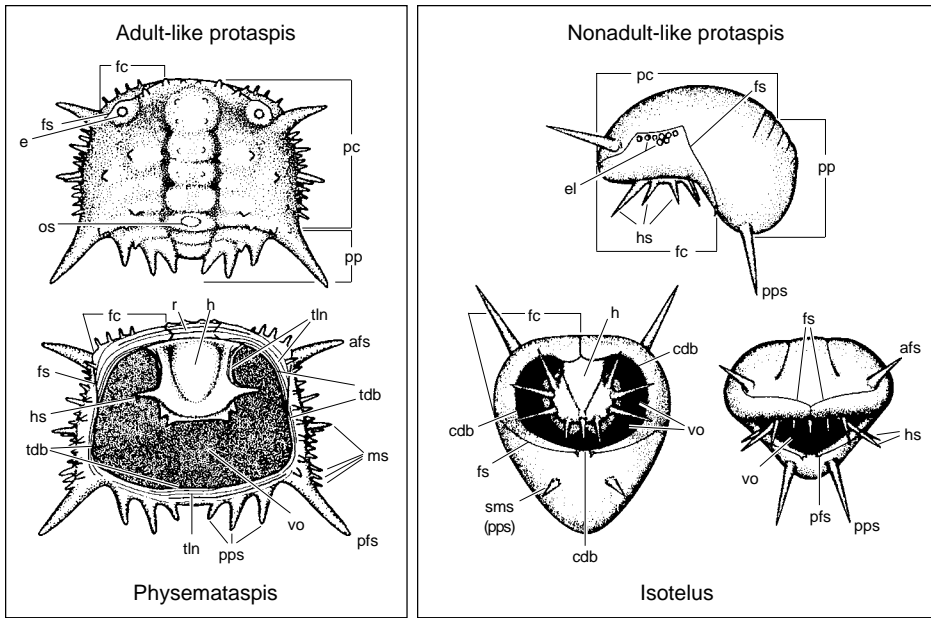 Adult-like protaspis
fc
fs
e
pc
os
pp
fc
r
h
tln
afs
fs
tdb
hs
tdb
ms
vo
pfs
tln
pps
Physemataspis
Nonadult-like protaspis
pc
fs
el
pp
hs
fc
pps
fc
h
cdb
fs
afs
cdb
vo
hs
fs
vo
sms
(pps)
pfs
pps
cdb
Isotelus